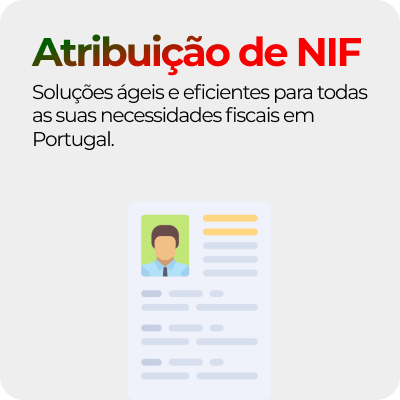 Atribuição de NIF
Soluções ágeis e eficientes para todas
as suas necessidades fiscais em
Portugal.